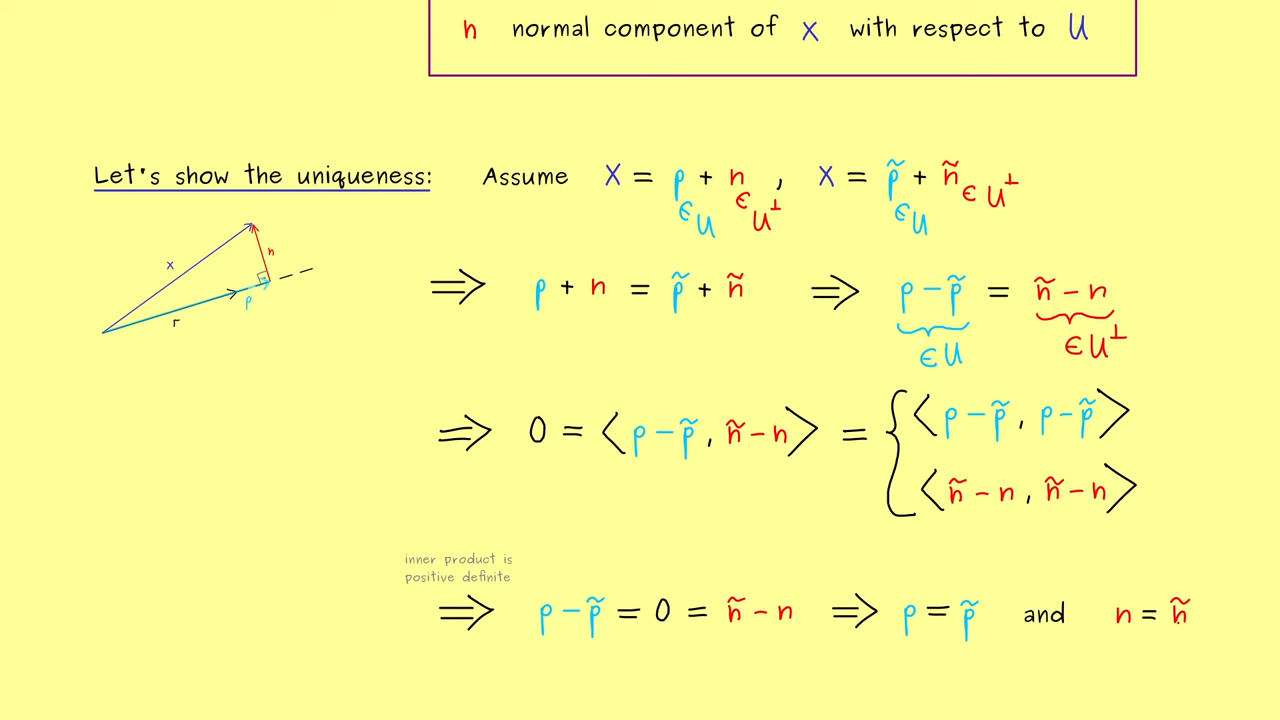 n normal component of x with respect to U
Let's show the uniqueness: Assume x = p + n , x = p̃ + ñ ∈ U⊥
∈ U ∈ U⊥ ∈ U
x n p r
⟹ p + n = p̃ + ñ ⟹ p − p̃ = ñ − n
∈ U ∈ U⊥
⟹ 0 = ⟨p − p̃ , ñ − n⟩ = { ⟨p − p̃ , p − p̃⟩
⟨ñ − n , ñ − n⟩
inner product is
positive definite
⟹ p − p̃ = 0 = ñ − n ⟹ p = p̃ and n = ñ